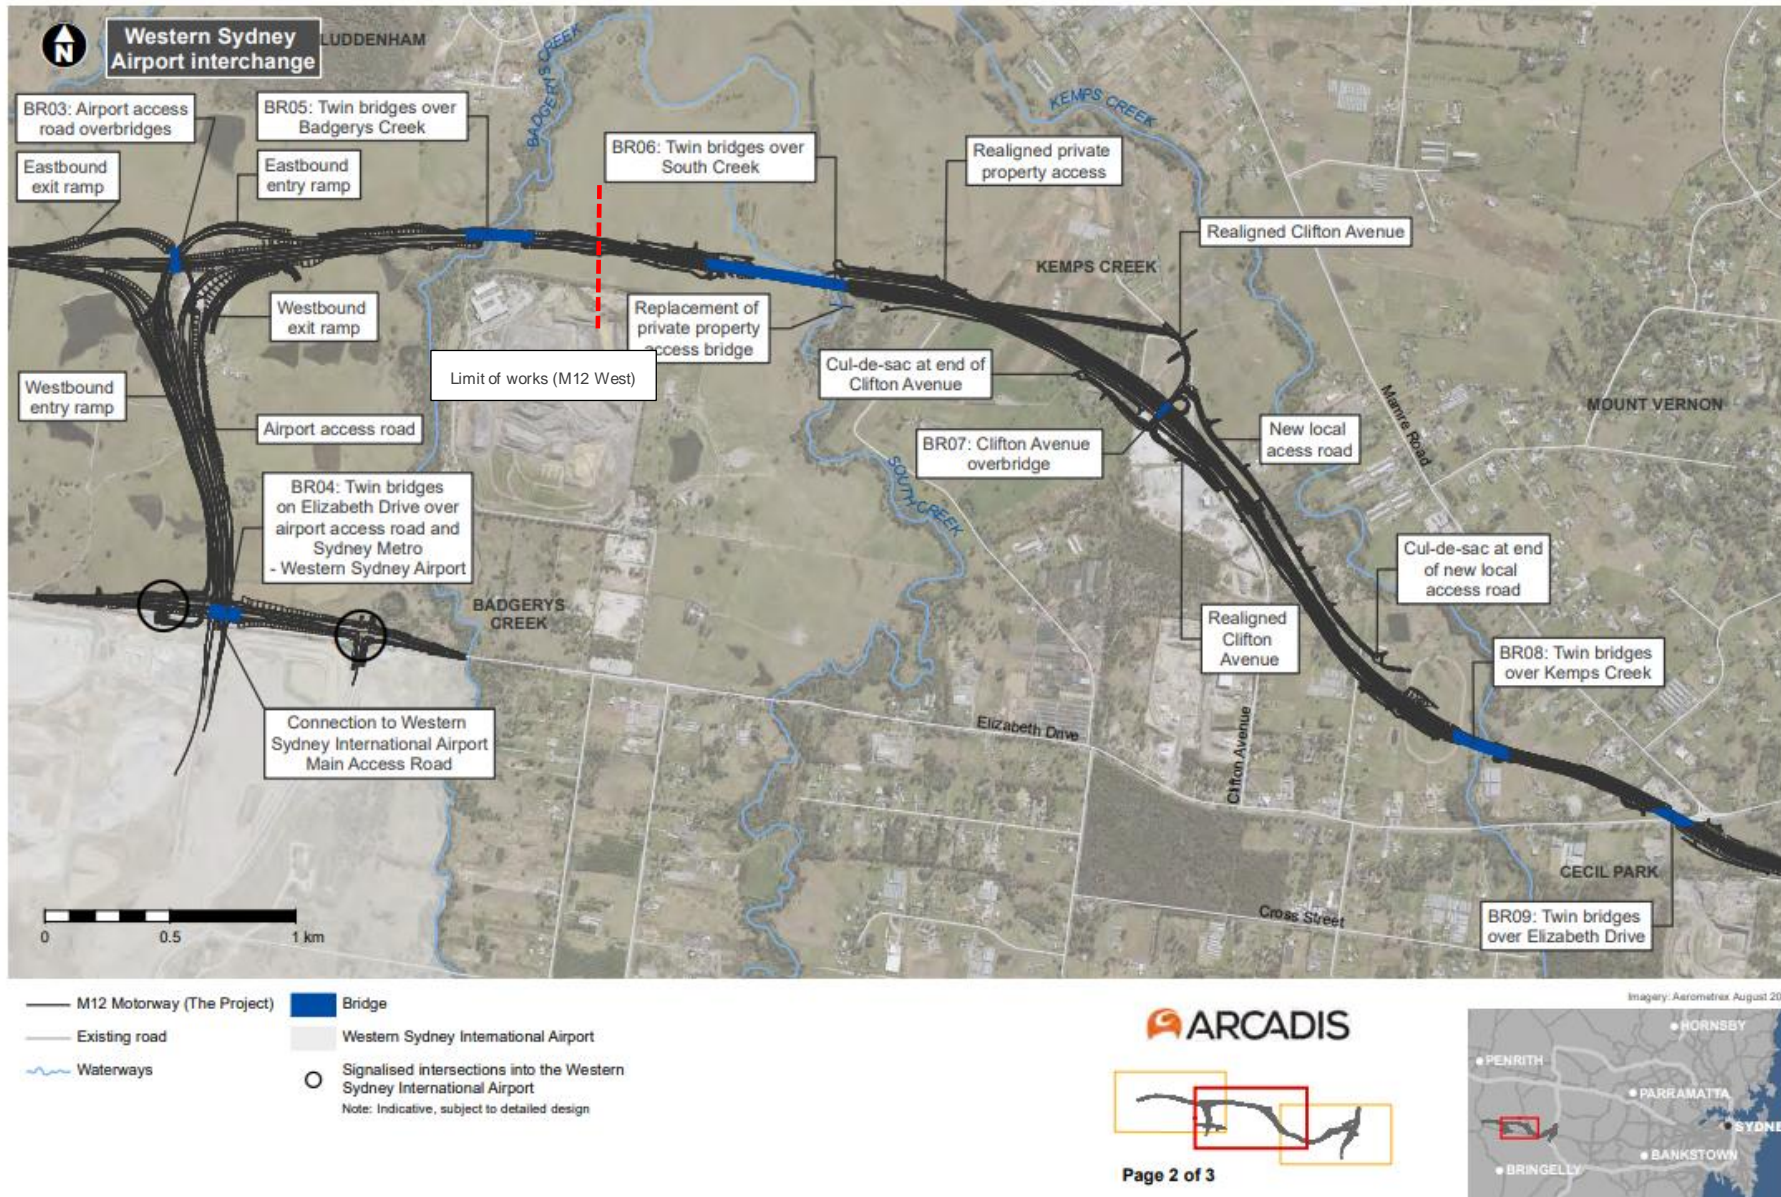 N
Western Sydney
Airport interchange
LUDDENHAM
BADGERYS CREEK
KEMPS CREEK
BR03: Airport access
road overbridges
BR05: Twin bridges over
Badgerys Creek
BR06: Twin bridges over
South Creek
Realigned private
property access
Eastbound
exit ramp
Eastbound
entry ramp
Realigned Clifton Avenue
KEMPS CREEK
Westbound
exit ramp
Replacement of
private property
access bridge
Limit of works (M12 West)
Cul-de-sac at end of
Clifton Avenue
Westbound
entry ramp
Airport access road
BR07: Clifton Avenue
overbridge
New local
acess road
Mamre Road
MOUNT VERNON
BR04: Twin bridges
on Elizabeth Drive over
airport access road and
Sydney Metro
- Western Sydney Airport
SOUTH CREEK
Cul-de-sac at end
of new local
access road
BADGERYS
CREEK
Realigned
Clifton
Avenue
BR08: Twin bridges
over Kemps Creek
Connection to Western
Sydney International Airport
Main Access Road
Elizabeth Drive
Clifton Avenue
CECIL PARK
Cross Street
BR09: Twin bridges
over Elizabeth Drive
0 0.5 1 km
Imagery: Aerometrex August 20
M12 Motorway (The Project)
Existing road
Waterways
Bridge
Western Sydney International Airport
Signalised intersections into the Western
Sydney International Airport
Note: Indicative, subject to detailed design
ARCADIS
Page 2 of 3
HORNSBY
PENRITH
PARRAMATTA
SYDNE
BANKSTOWN
BRINGELLY